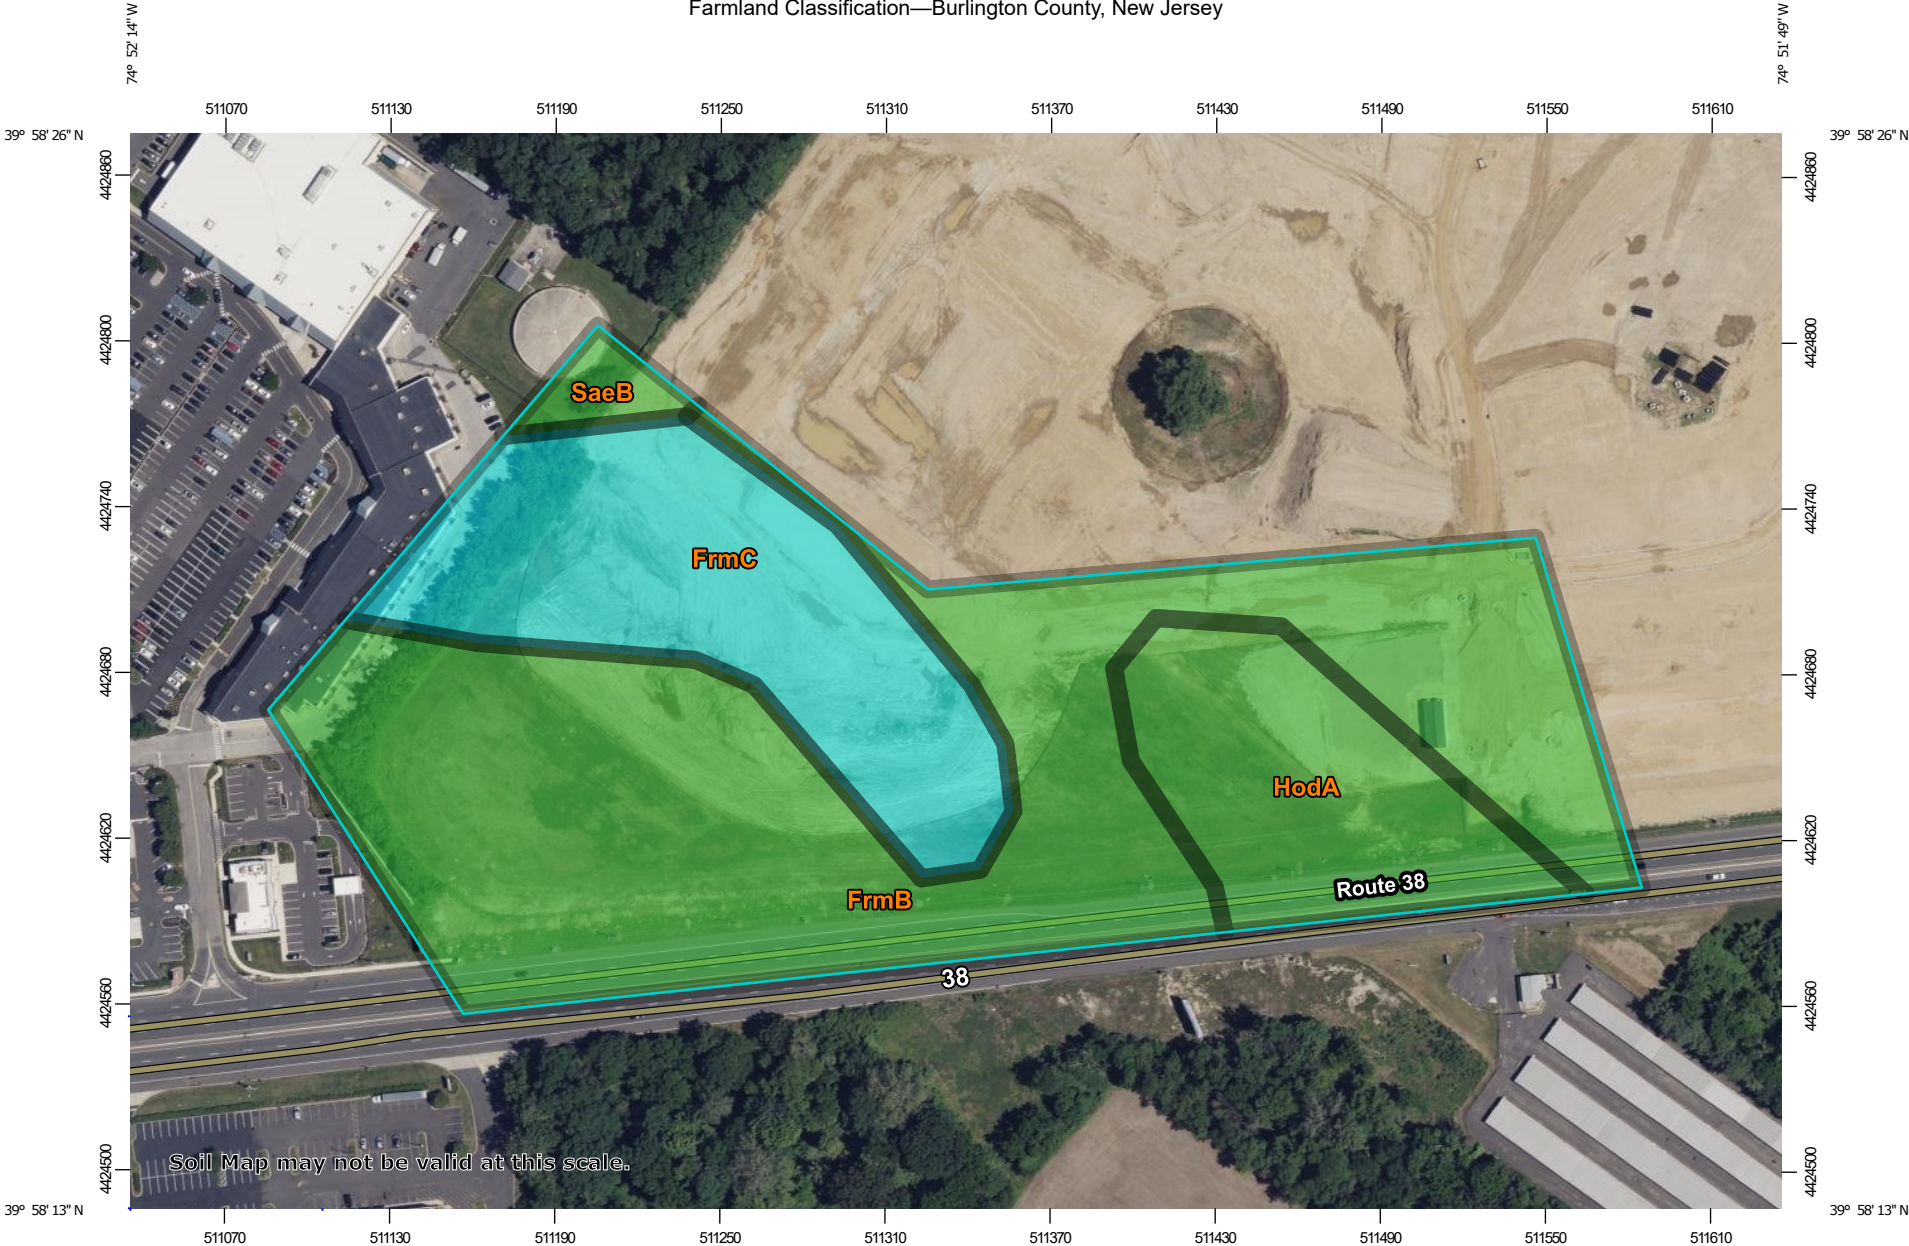 Farmland Classification—Burlington County, New Jersey
74° 52' 14" W
74° 51' 49" W
511070 511130 511190 511250 511310 511370 511430 511490 511550 511610
39° 58' 26" N
39° 58' 26" N
4424860
4424860
4424800
4424800
SaeB
4424740
4424740
FrmC
4424680
4424680
HodA
4424620
4424620
Route 38
FrmB
38
4424560
4424560
Soil Map may not be valid at this scale.
4424500
4424500
39° 58' 13" N
39° 58' 13" N
511070 511130 511190 511250 511310 511370 511430 511490 511550 511610